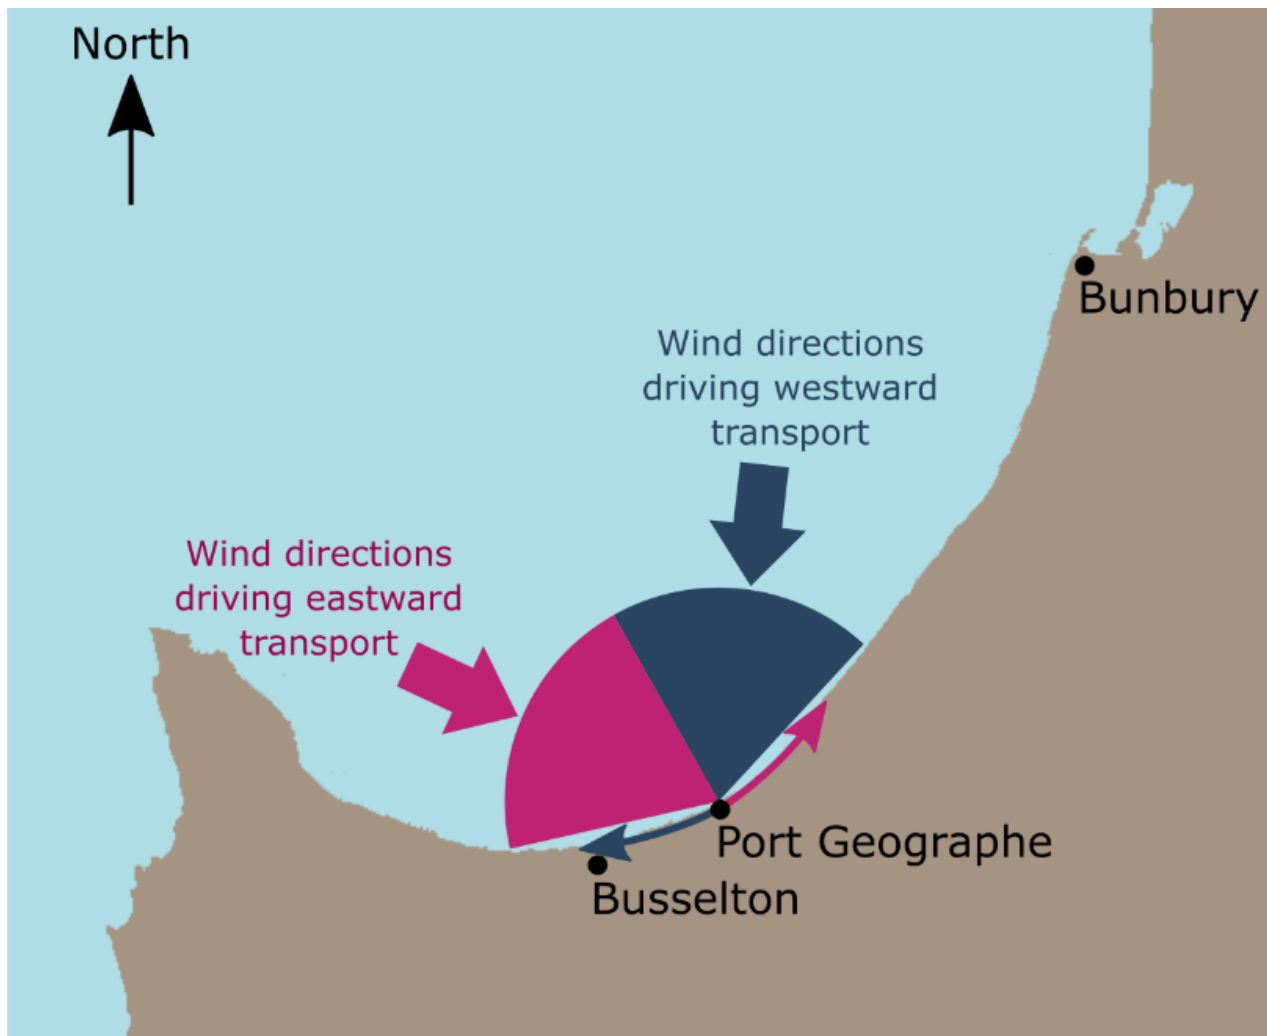 North
Bunbury
Wind directions
driving westward
transport
Wind directions
driving eastward
transport
Port Geographe
Busselton